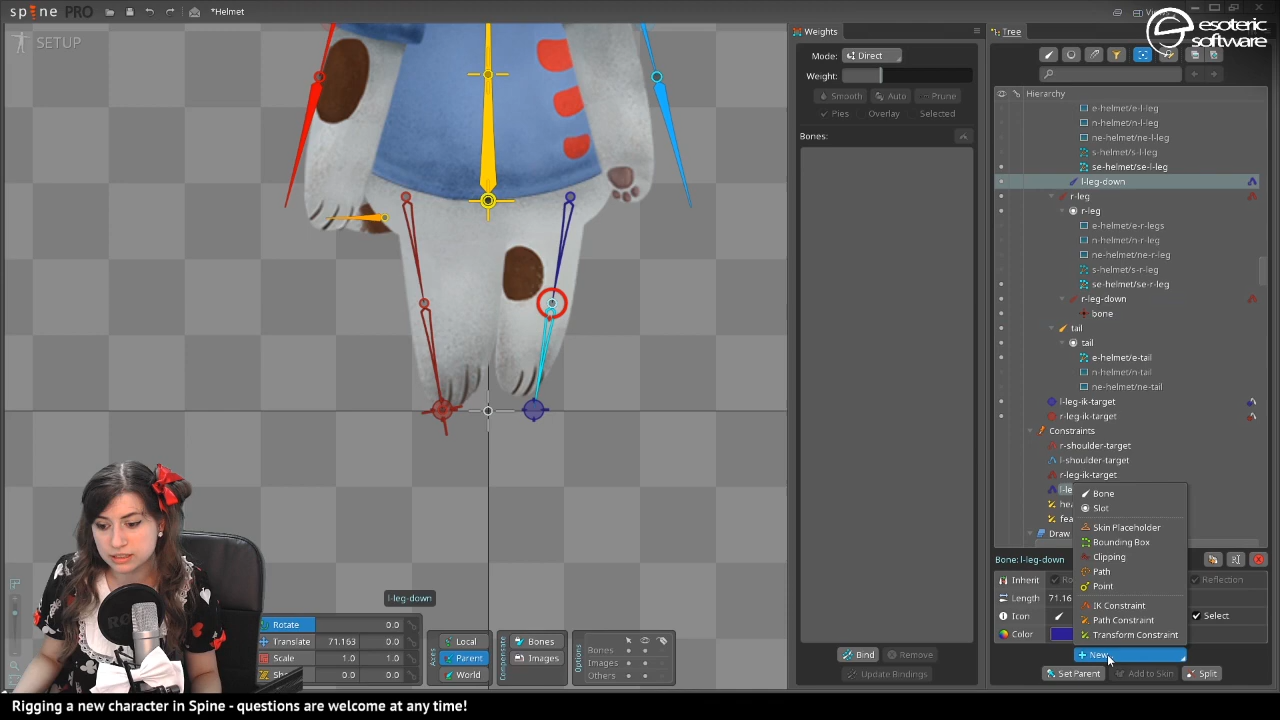 spine PRO
*Helmet
Views
esoteric
software
SETUP
Weights
Tree
Mode:
Direct
Weight:
Smooth
Auto
Prune
Pies
Overlay
Selected
Bones:
Hierarchy
e-helmet/e-l-leg
n-helmet/n-l-leg
ne-helmet/ne-l-leg
s-helmet/s-l-leg
se-helmet/se-l-leg
l-leg-down
r-leg
r-leg
e-helmet/e-r-legs
n-helmet/n-r-leg
ne-helmet/ne-r-leg
s-helmet/s-r-leg
se-helmet/se-r-leg
r-leg-down
bone
tail
tail
e-helmet/e-tail
n-helmet/n-tail
ne-helmet/ne-tail
l-leg-ik-target
r-leg-ik-target
Constraints
r-shoulder-target
l-shoulder-target
r-leg-ik-target
l-le
hea
fea
Draw
Bone
Slot
Skin Placeholder
Bounding Box
Clipping
Path
Point
IK Constraint
Path Constraint
Transform Constraint
New...
Bone: l-leg-down
Inherit
Ro
Reflection
Length
71.16
Icon
Select
Color
Set Parent
Add to Skin
Split
Bind
Remove
Update Bindings
l-leg-down
Rotate
0.0
Translate
71.163
0.0
Scale
1.0
1.0
0.0
0.0
Axes
Local
Parent
World
Compensate
Bones
Images
Options
Bones
Images
Others
Rigging a new character in Spine - questions are welcome at any time!